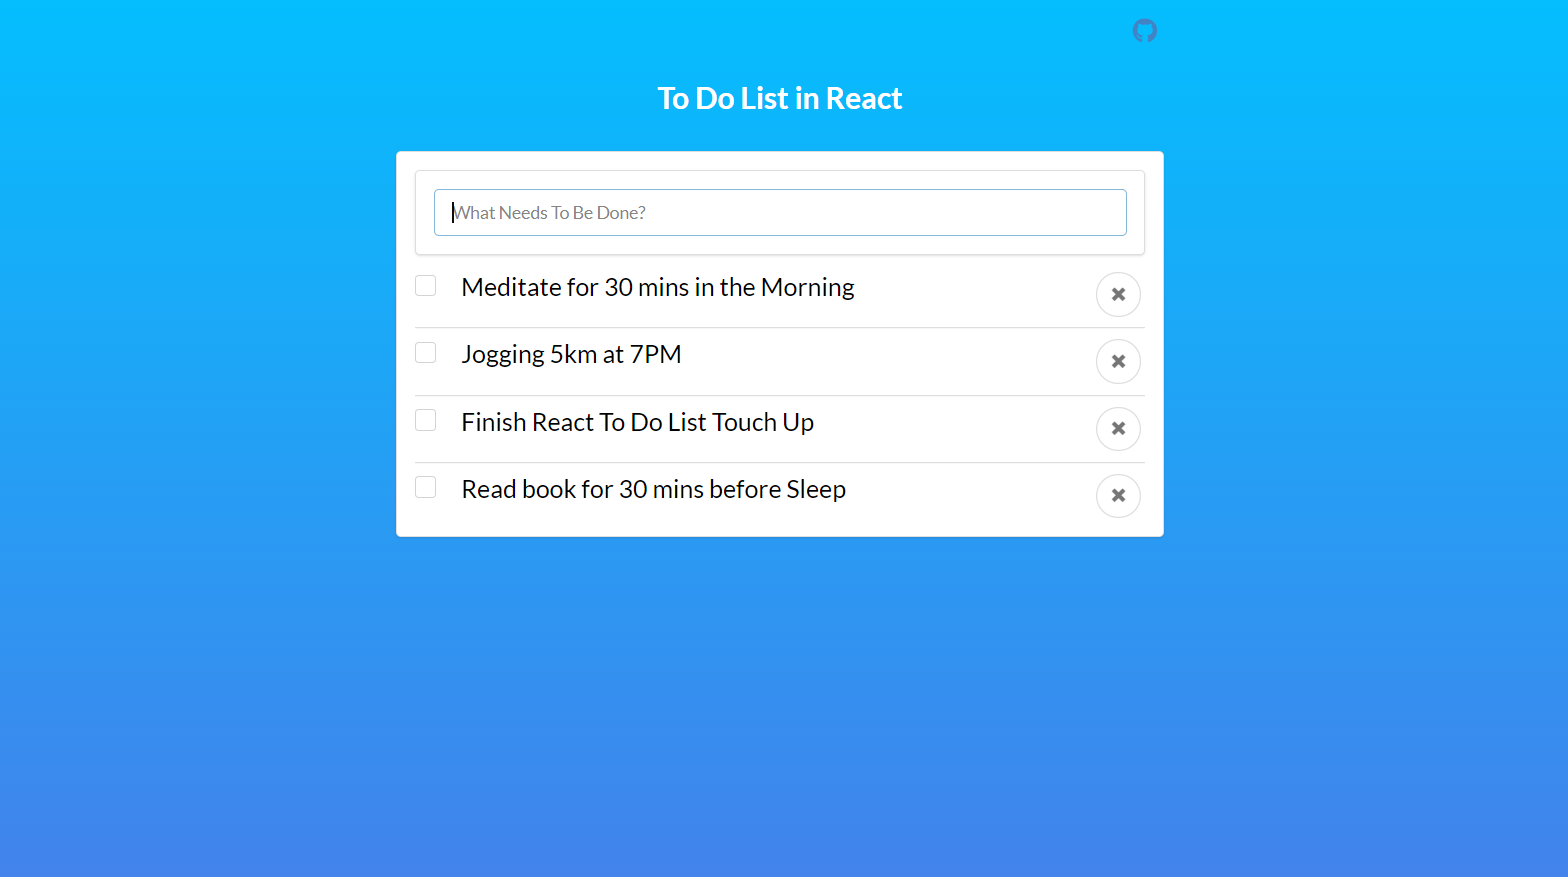 To Do List in React
What Needs To Be Done?
Meditate for 30 mins in the Morning
Jogging 5km at 7PM
Finish React To Do List Touch Up
Read book for 30 mins before Sleep